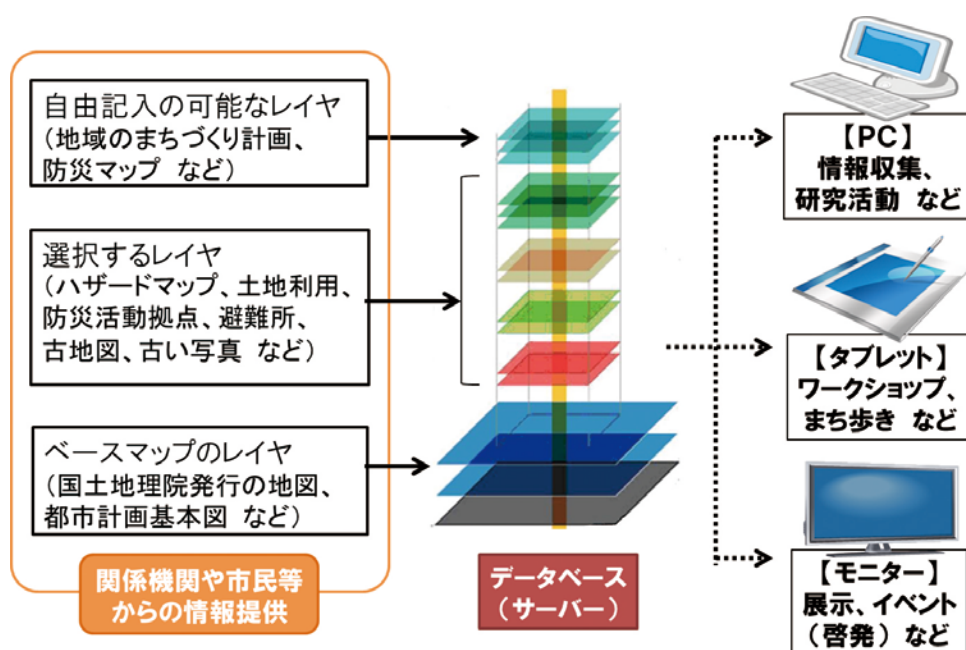 自由記入の可能なレイヤ
（地域のまちづくり計画、
防災マップ など）
選択するレイヤ
（ハザードマップ、土地利用、
防災活動拠点、避難所、
古地図、古い写真 など）
ベースマップのレイヤ
（国土地理院発行の地図、
都市計画基本図 など）
関係機関や市民等
からの情報提供
データベース
（サーバー）
【PC】
情報収集、
研究活動 など
【タブレット】
ワークショップ、
まち歩き など
【モニター】
展示、イベント
（啓発）など